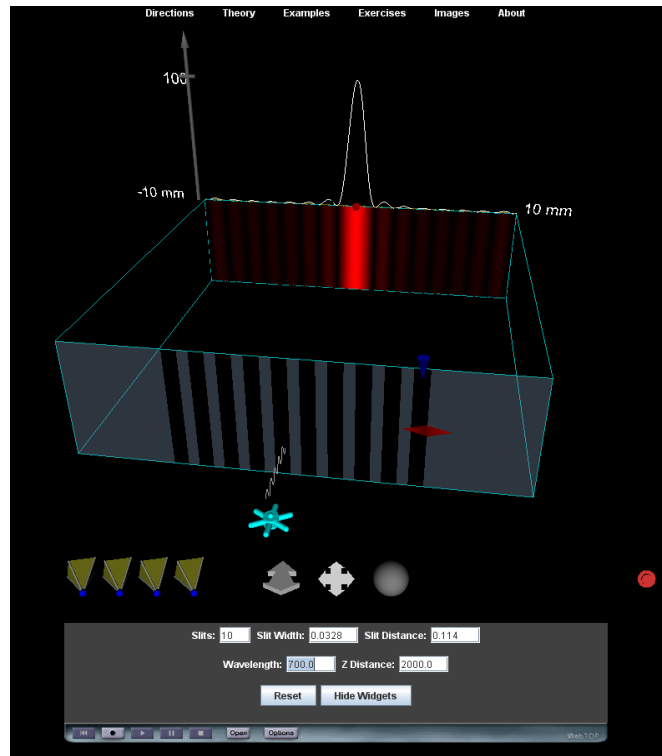 Directions Theory Examples Exercises Images About
100
-10 mm
10 mm
Slits: 10 Slit Width: 0.0328 Slit Distance: 0.114
Wavelength: 700.0 Z Distance: 2000.0
Reset Hide Widgets
Open Options WebTOP